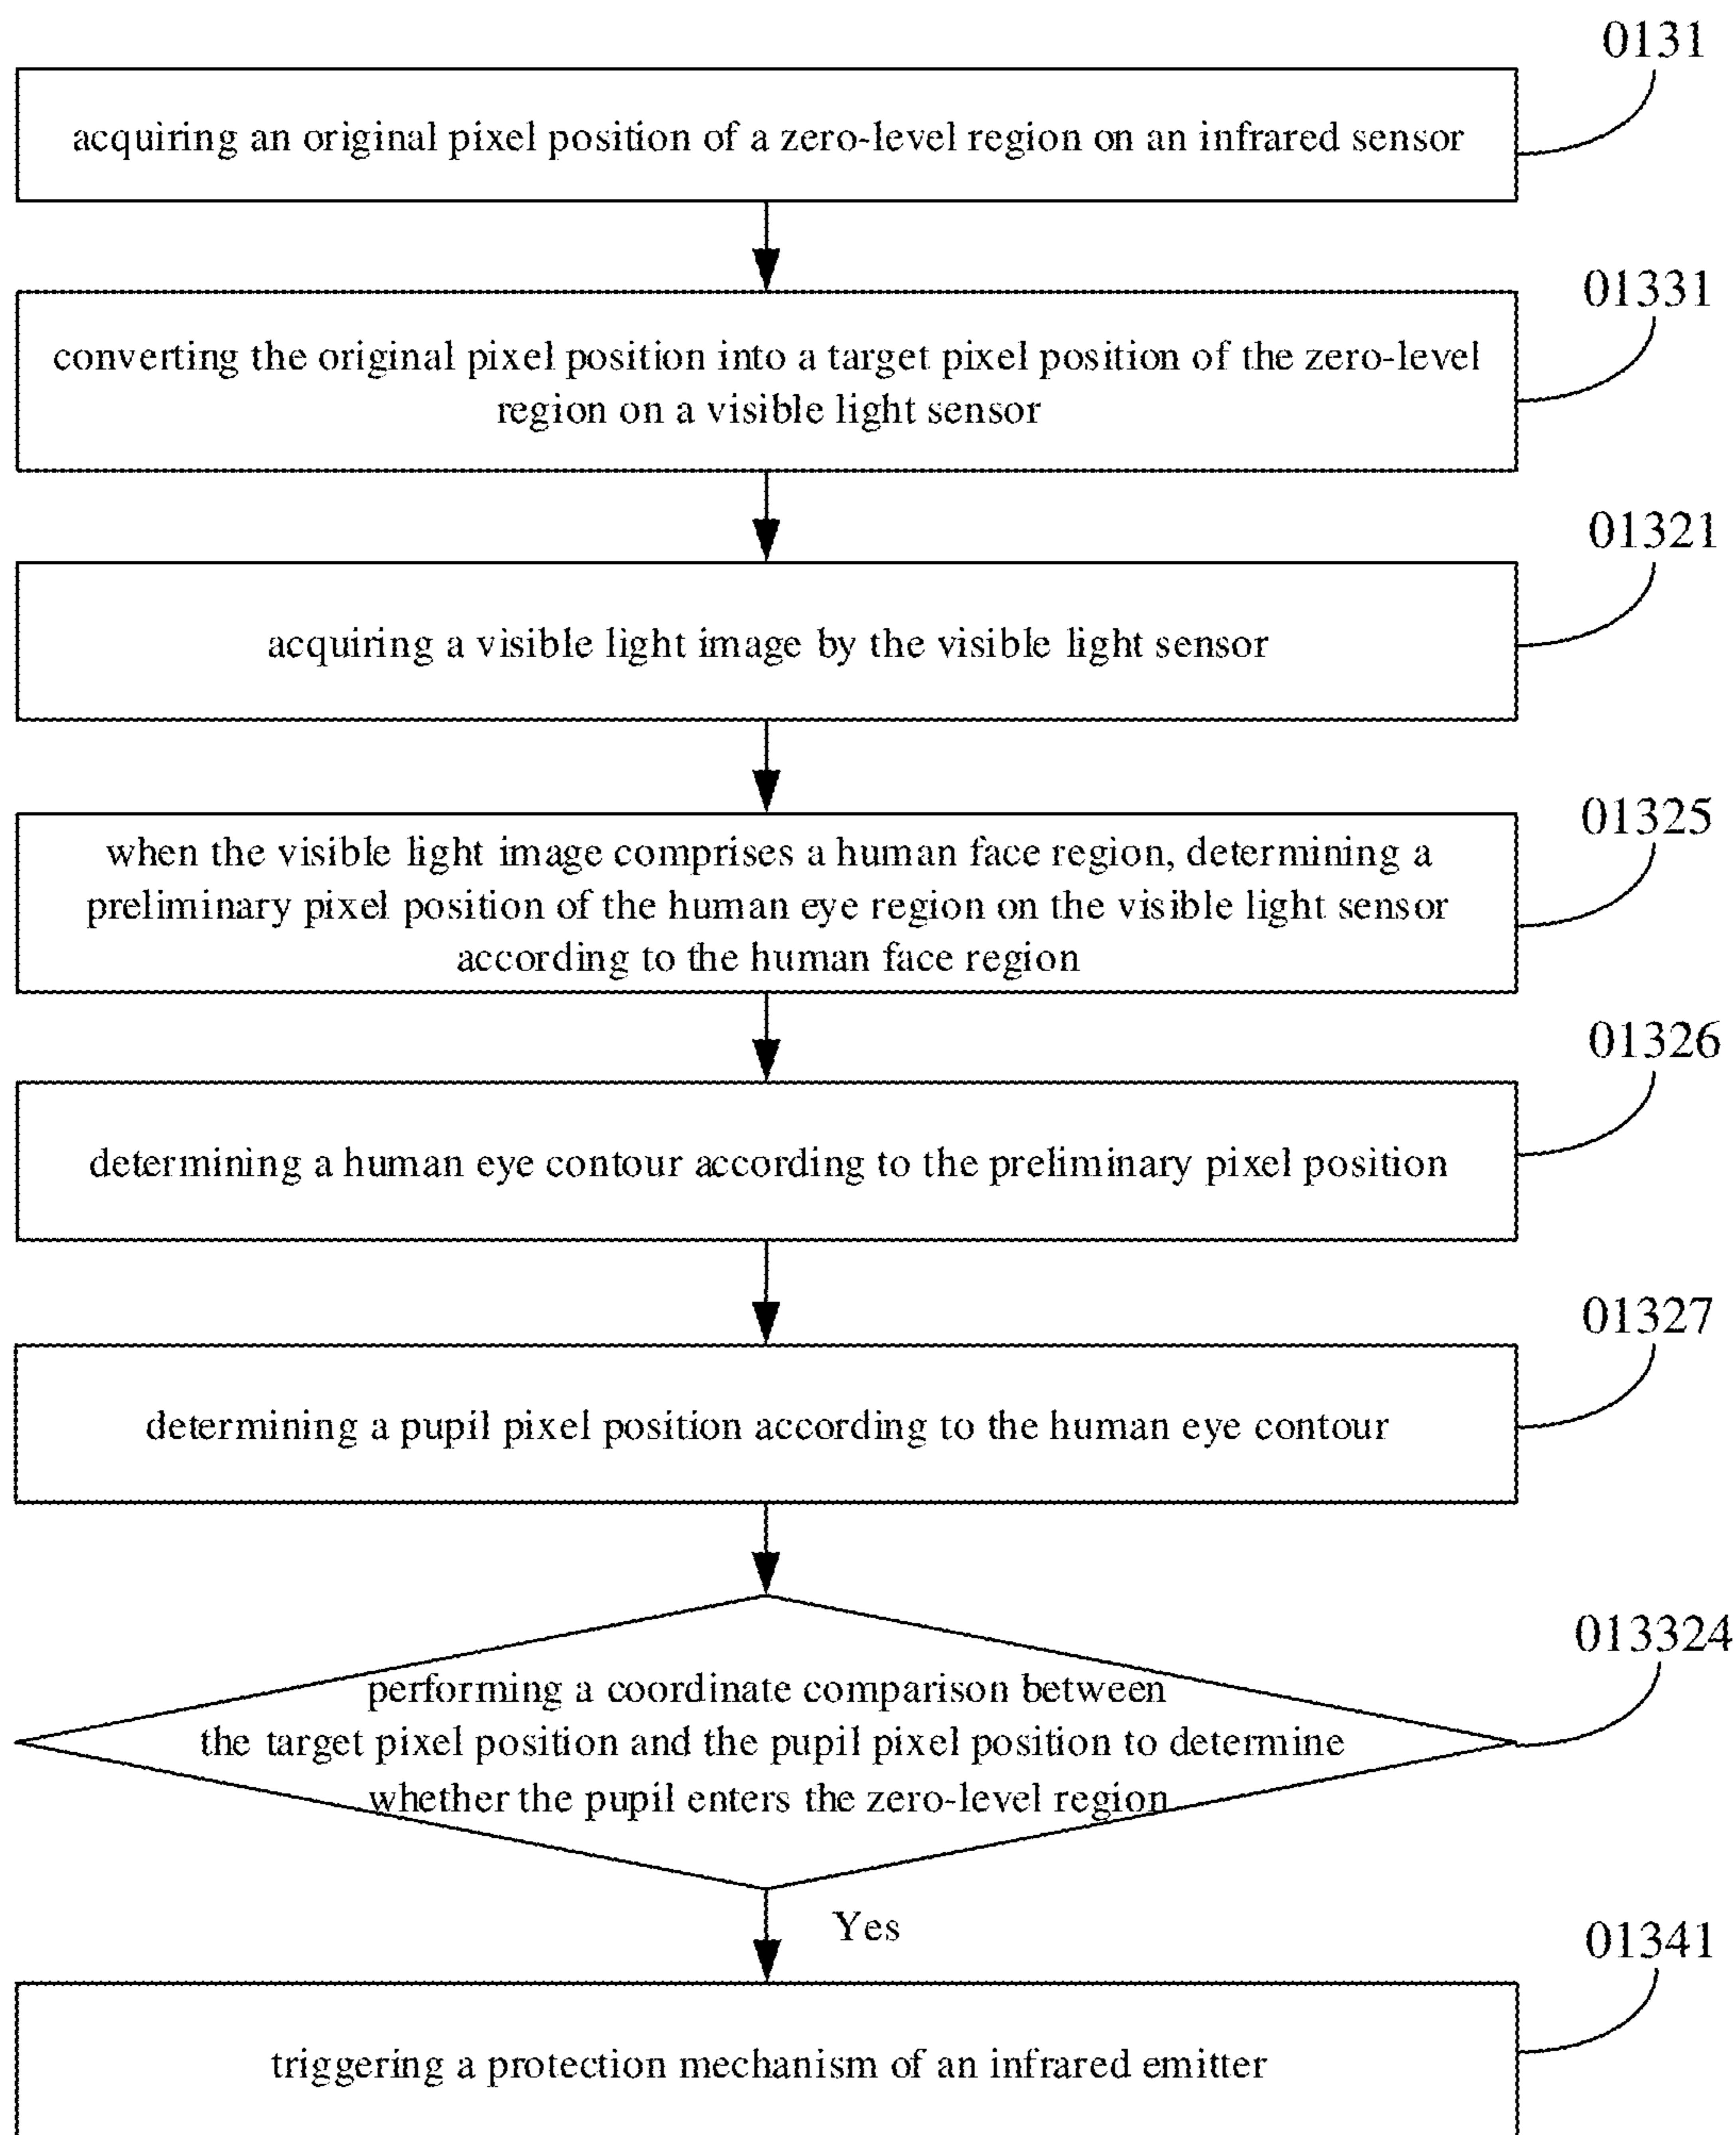 0131
acquiring an original pixel position of a zero-level region on an infrared sensor
01331
converting the original pixel position into a target pixel position of the zero-level
region on a visible light sensor
01321
acquiring a visible light image by the visible light sensor
01325
when the visible light image comprises a human face region, determining a
preliminary pixel position of the human eye region on the visible light sensor
according to the human face region
01326
determining a human eye contour according to the preliminary pixel position
01327
determining a pupil pixel position according to the human eye contour
013324
performing a coordinate comparison between
the target pixel position and the pupil pixel position to determine
whether the pupil enters the zero-level region
Yes
01341
triggering a protection mechanism of an infrared emitter